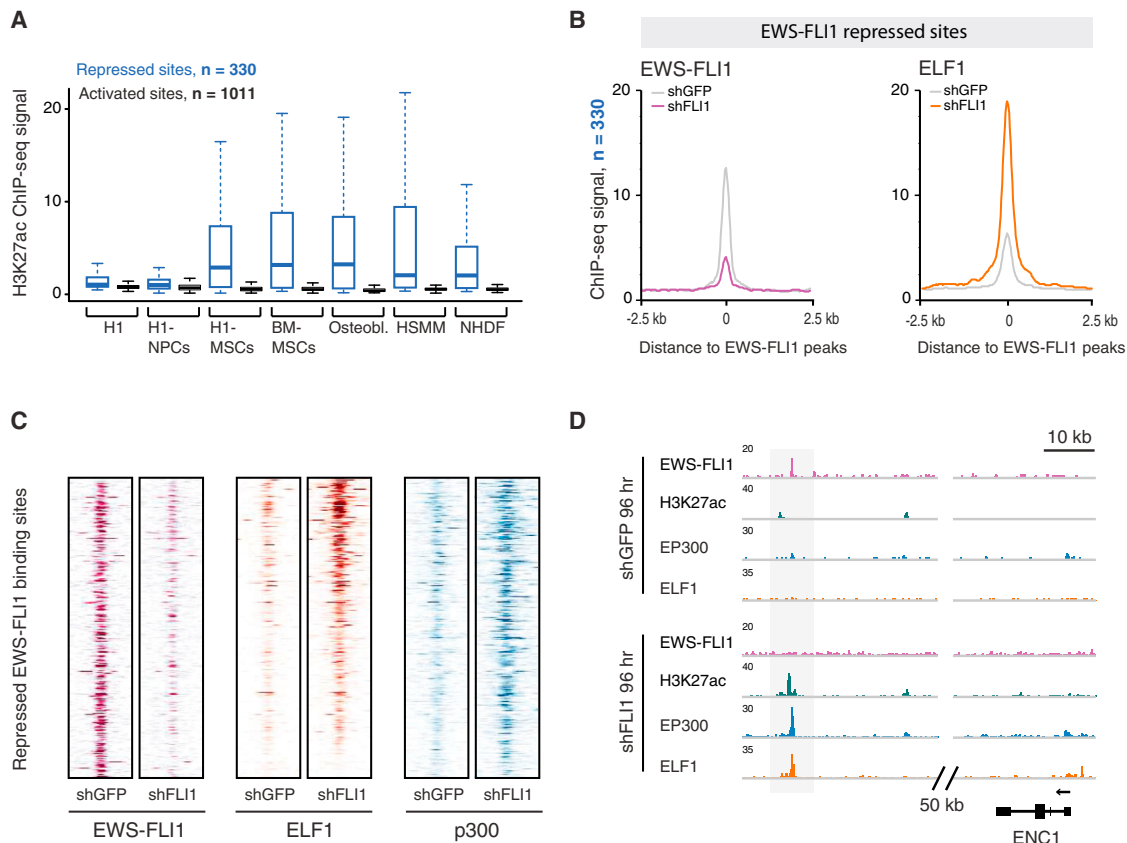 A
Repressed sites, n = 330
Activated sites, n = 1011
H3K27ac ChIP-seq signal
20
10
0
H1
H1-
NPCs
H1-
MSCs
BM-
MSCs
Osteobl.
HSMM
NHDF
B
EWS-FLI1 repressed sites
EWS-FLI1
shGFP
shFLI1
ChIP-seq signal, n = 330
20
10
0
-2.5 kb
0
2.5 kb
Distance to EWS-FLI1 peaks
ELF1
shGFP
shFLI1
20
10
0
-2.5 kb
0
2.5 kb
Distance to EWS-FLI1 peaks
C
Repressed EWS-FLI1 binding sites
shGFP
shFLI1
EWS-FLI1
shGFP
shFLI1
ELF1
shGFP
shFLI1
p300
D
10 kb
shGFP 96 hr
EWS-FLI1
20
H3K27ac
40
EP300
30
ELF1
35
shFLI1 96 hr
EWS-FLI1
20
H3K27ac
40
EP300
30
ELF1
35
50 kb
ENC1